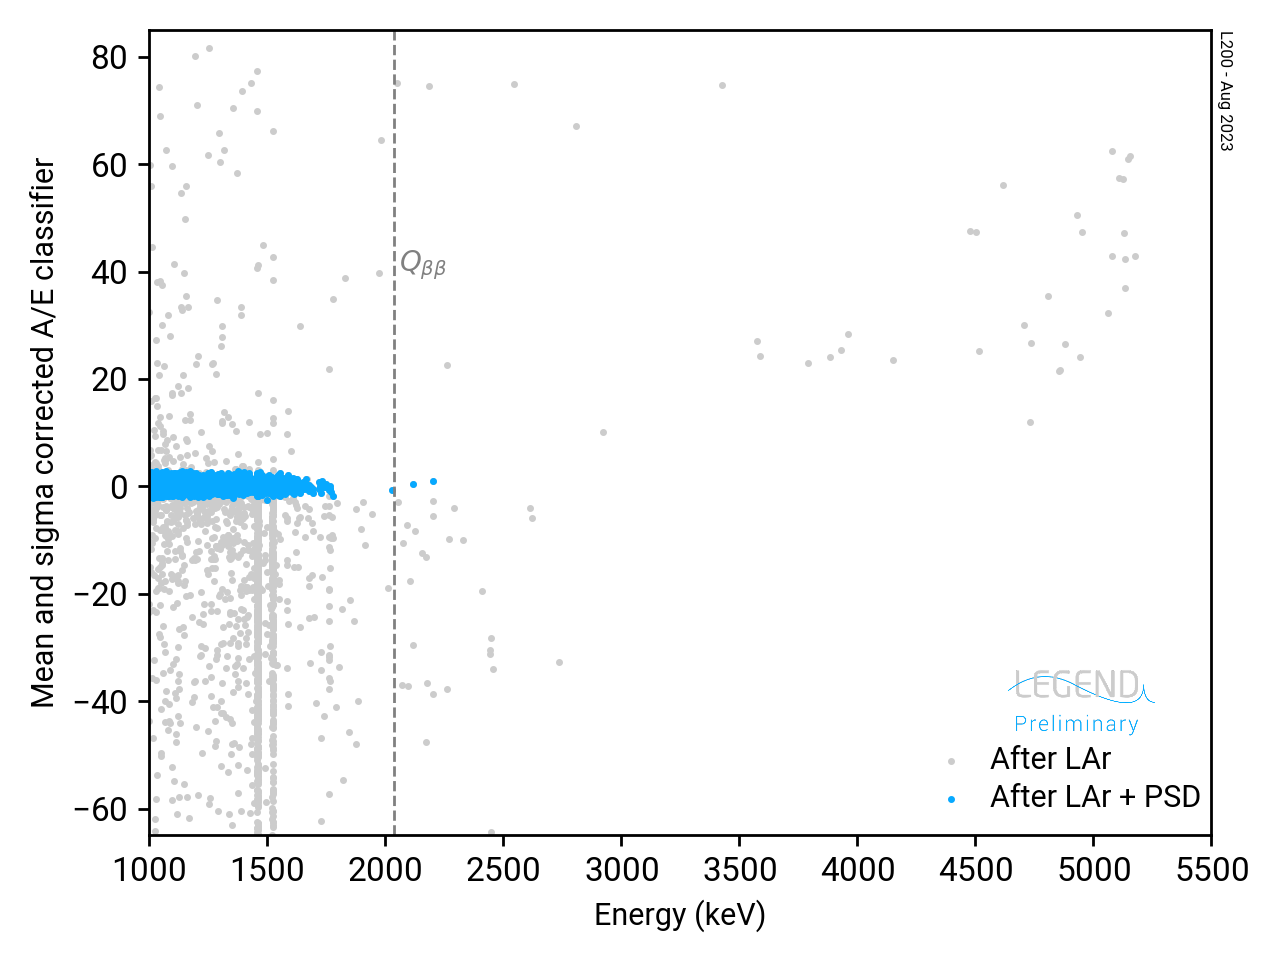 L200 - Aug 2023
Mean and sigma corrected A/E classifier
80
60
40
20
0
−20
−40
−60
Qββ
LEGEND
Preliminary
After LAr
After LAr + PSD
1000 1500 2000 2500 3000 3500 4000 4500 5000 5500
Energy (keV)